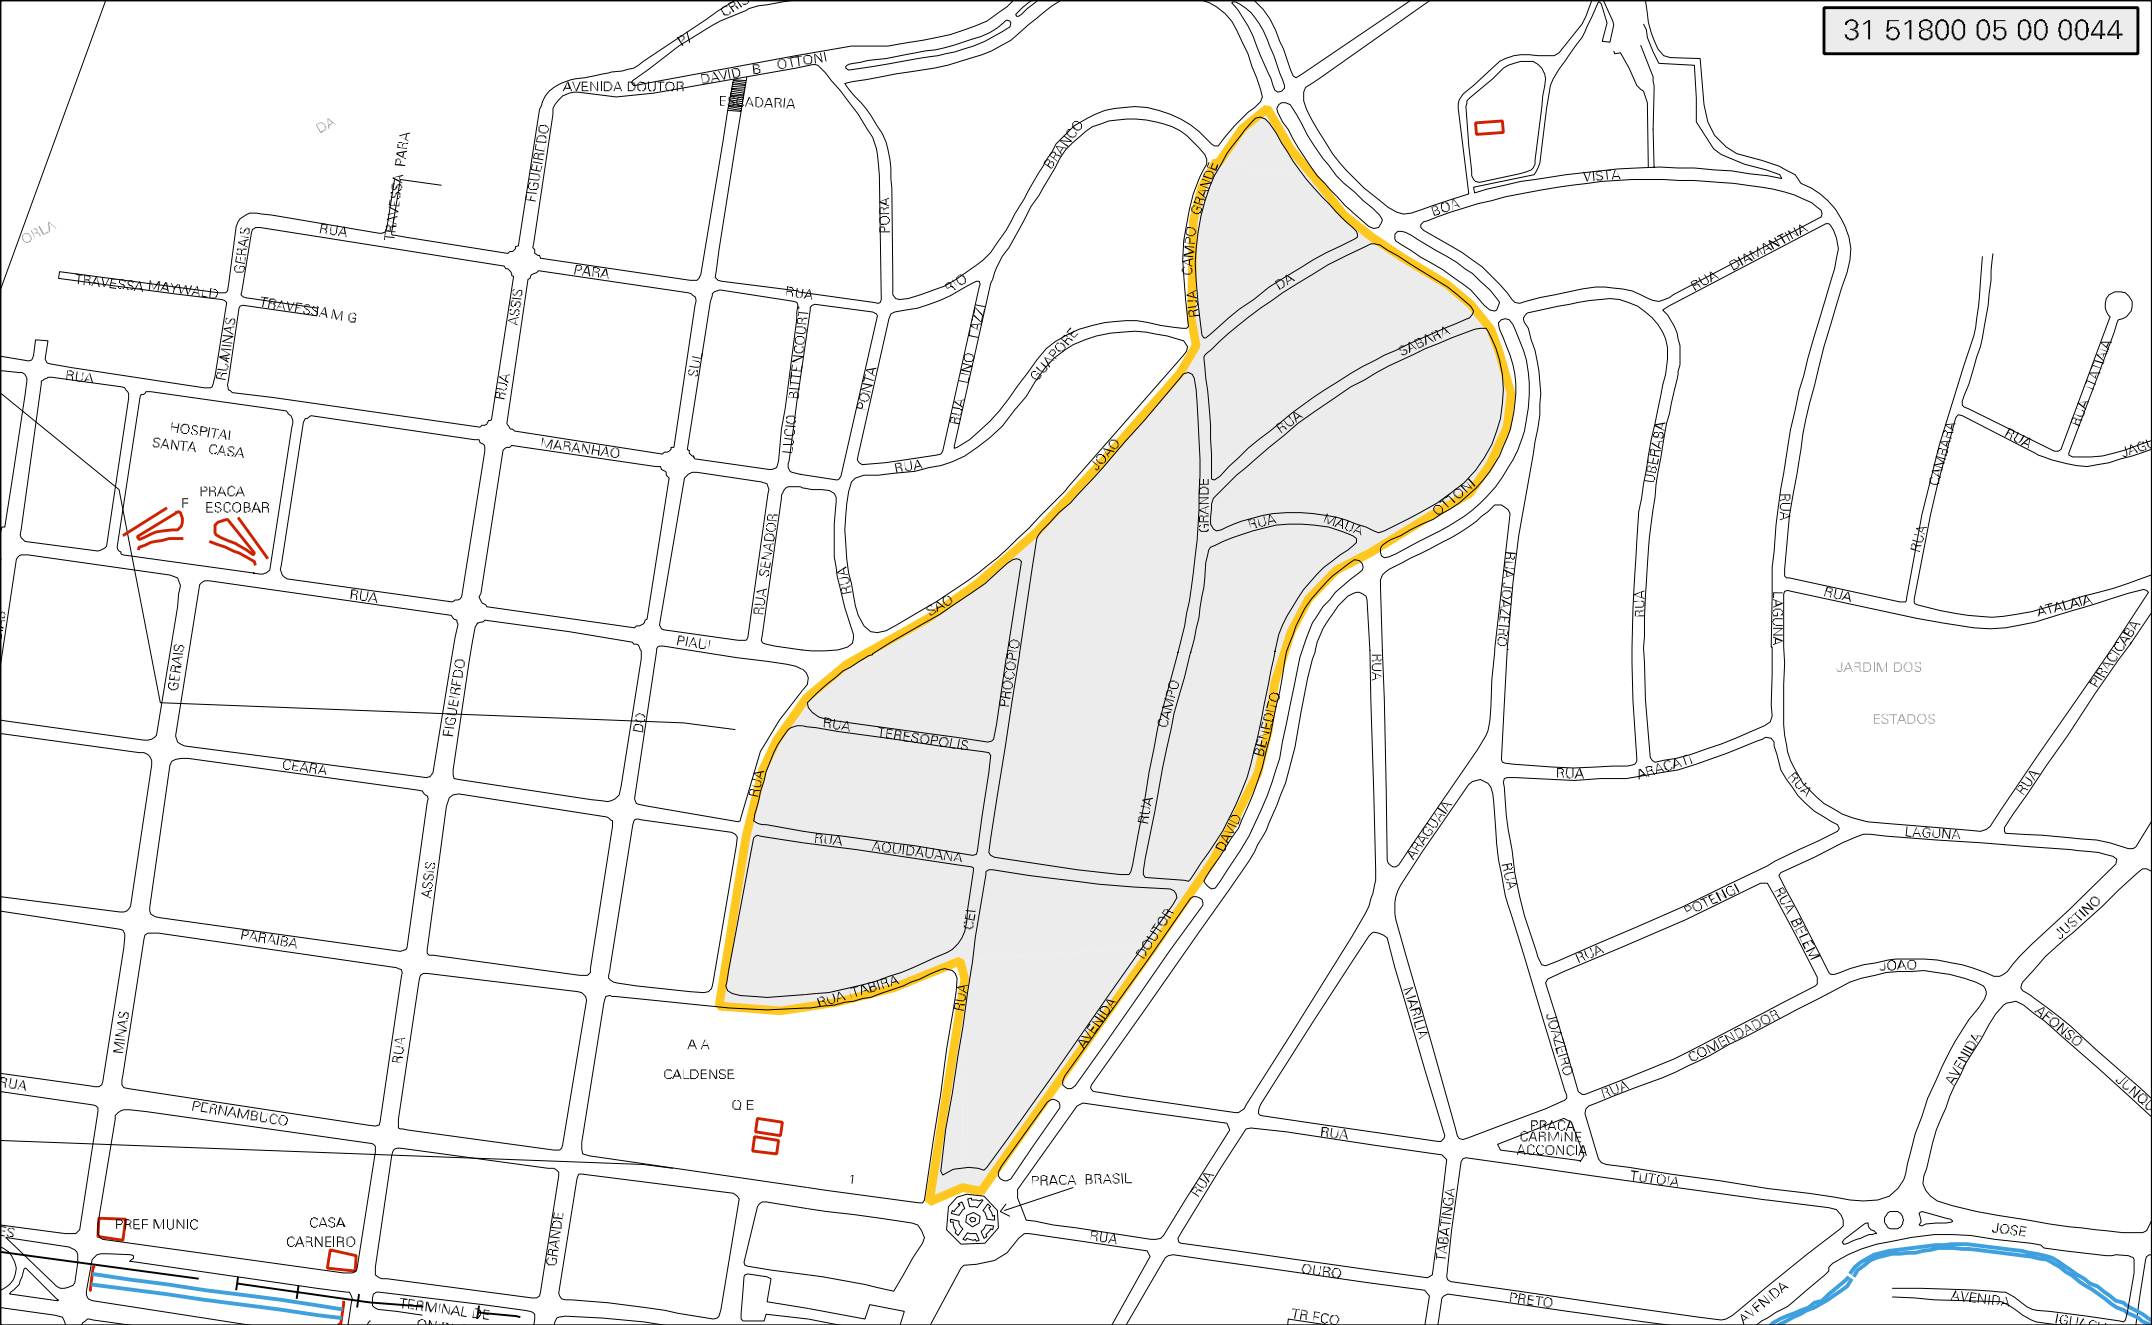 31 51800 05 00 0044
CRIS
PI
AVENIDA DOUTOR DAVID B OTTONI
ESCADARIA
DA
ORLA
TRAVESSA PARA
FIGUEIREDO
BRANCO
PORA
RUA
GERAIS
PARA
RUA
RIO
TRAVESSA MAYWALD
TRAVESSA M G
ASSIS
RUA MINAS
RUA
SUL
LUCIO BITTENCOURT
PONTA
RUA LINO LAZZI
GUAPORE
RUA CAMPO GRANDE
DA
SABARA
RUA
BOA
VISTA
RUA DIAMANTINA
RUA
HOSPITAL
SANTA CASA
PRACA
F ESCOBAR
MARANHAO
RUA
JOAO
GRANDE
RUA MAUA
OTTONI
UBERABA
RUA
RUA ITATIAIA
RUA
CAMBARA
RUA
RUA
RUA SENADOR
RUA
SAO
PIAUI
RUA JOAZEIRO
RUA
LAGUNA
RUA
ATALAIA
GERAIS
FIGUEIREDO
DO
PROCOPIO
RUA TERESOPOLIS
CAMPO
BENEDITO
RUA
JARDIM DOS
ESTADOS
PIRACICABA
CEARA
RUA
RUA
RUA AQUIDAUANA
DAVID
RUA ARACATI
RUA
RUA
LAGUNA
ARAGUAIA
ASSIS
PARAIBA
CEI
DOUTOR
RUA
RUA POTENGI
RUA BELEM
JUSTINO
JOAO
MINAS
RUA
RUA TABIRA
RUA
AVENIDA
MARILIA
JOAZEIRO
COMENDADOR
RUA
AVENIDA
AFONSO
RUA
PERNAMBUCO
A A
CALDENSE
Q E
1
RUA
PRACA
CARMINE
ACCONCIA
TUTOIA
PRACA BRASIL
RUA
TABATINGA
PREF MUNIC
CASA
CARNEIRO
GRANDE
RUA
OURO
PRETO
JOSE
AVENIDA
AVENIDA
TERMINAL DE
TR ECO